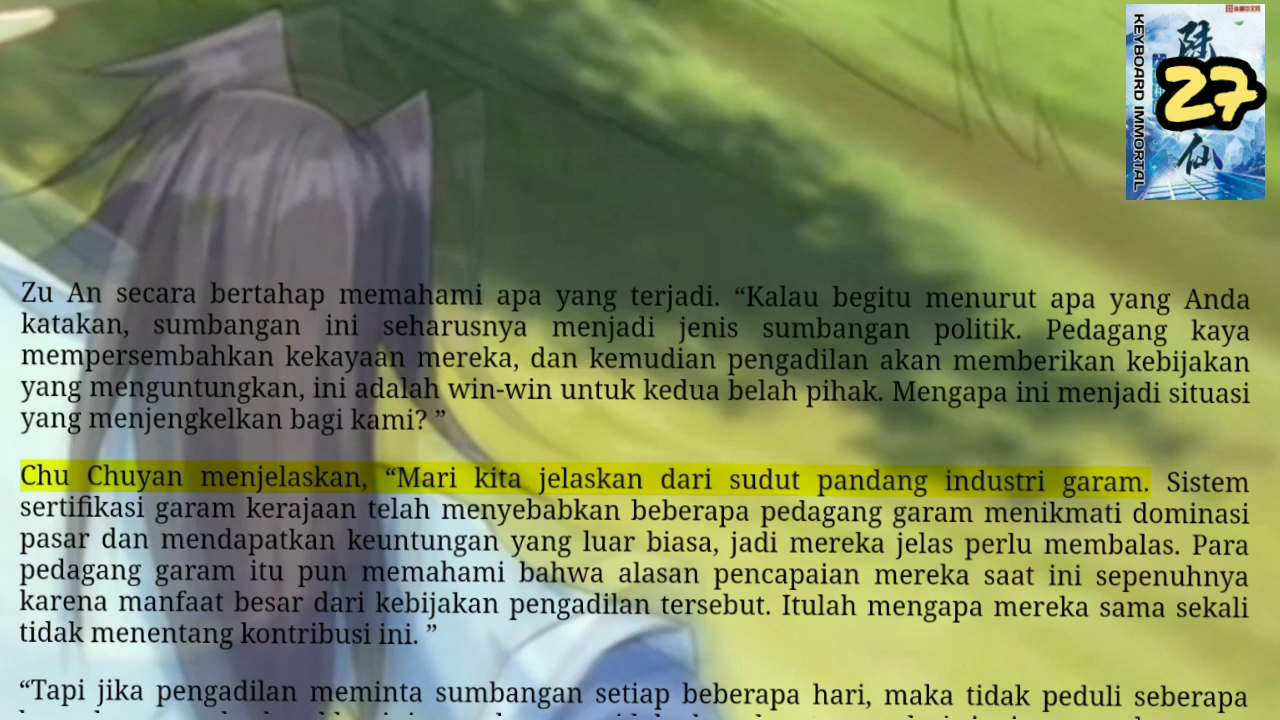 KEYBOARD IMMORTAL
陸
27
仙
Zu An secara bertahap memahami apa yang terjadi. “Kalau begitu menurut apa yang Anda
katakan, sumbangan ini seharusnya menjadi jenis sumbangan politik. Pedagang kaya
mempersembahkan kekayaan mereka, dan kemudian pengadilan akan memberikan kebijakan
yang menguntungkan, ini adalah win-win untuk kedua belah pihak. Mengapa ini menjadi situasi
yang menjengkelkan bagi kami? ”
Chu Chuyan menjelaskan, “Mari kita jelaskan dari sudut pandang industri garam. Sistem
sertifikasi garam kerajaan telah menyebabkan beberapa pedagang garam menikmati dominasi
pasar dan mendapatkan keuntungan yang luar biasa, jadi mereka jelas perlu membalas. Para
pedagang garam itu pun memahami bahwa alasan pencapaian mereka saat ini sepenuhnya
karena manfaat besar dari kebijakan pengadilan tersebut. Itulah mengapa mereka sama sekali
tidak menentang kontribusi ini. ”
“Tapi jika pengadilan meminta sumbangan setiap beberapa hari, maka tidak peduli seberapa